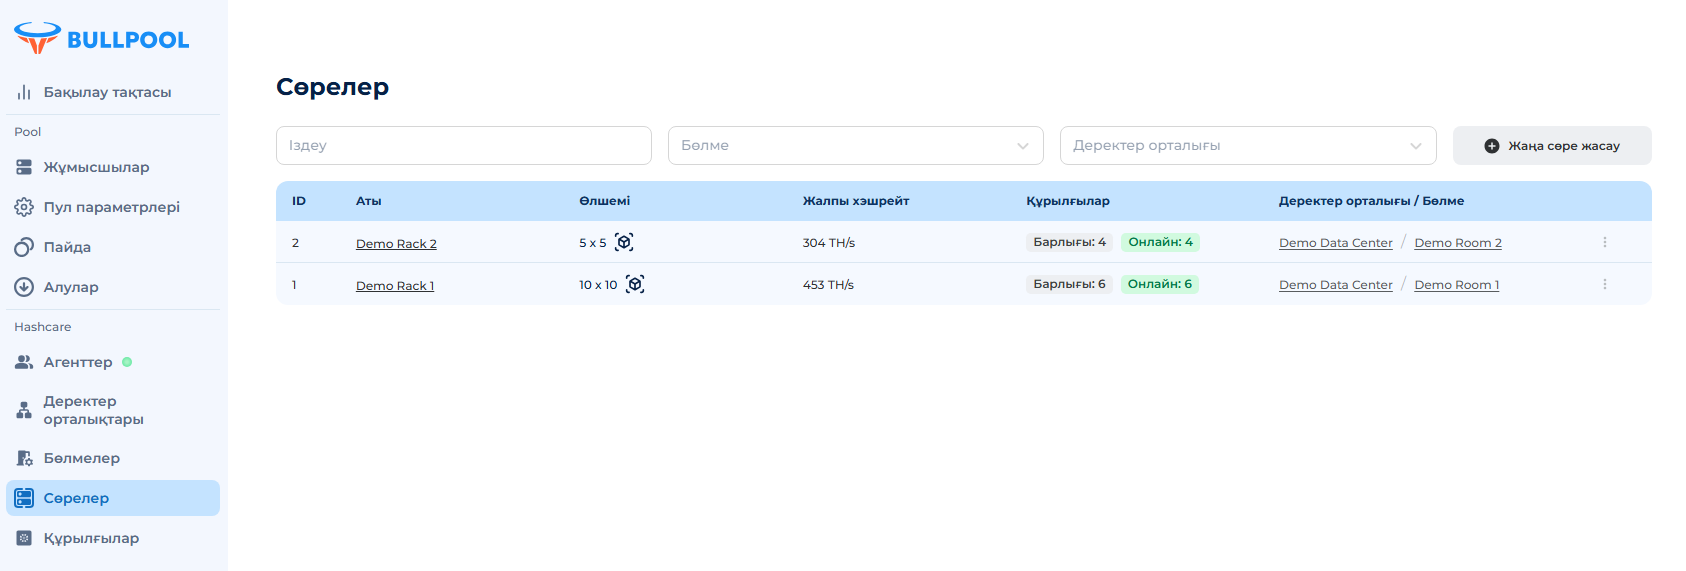 BULLPOOL
Бақылау тақтасы
Pool
Жұмысшылар
Пул параметрлері
Пайда
Алулар
Hashcare
Агенттер
Деректер
орталықтары
Бөлмелер
Сөрелер
Құрылғылар
Сөрелер
Іздеу Бөлме Деректер орталығы Жаңа сөре жасау
ID Аты Өлшемі Жалпы хэшрейт Құрылғылар Деректер орталығы / Бөлме
2 Demo Rack 2 5 x 5 304 TH/s Барлығы: 4 Онлайн: 4 Demo Data Center / Demo Room 2
1 Demo Rack 1 10 x 10 453 TH/s Барлығы: 6 Онлайн: 6 Demo Data Center / Demo Room 1